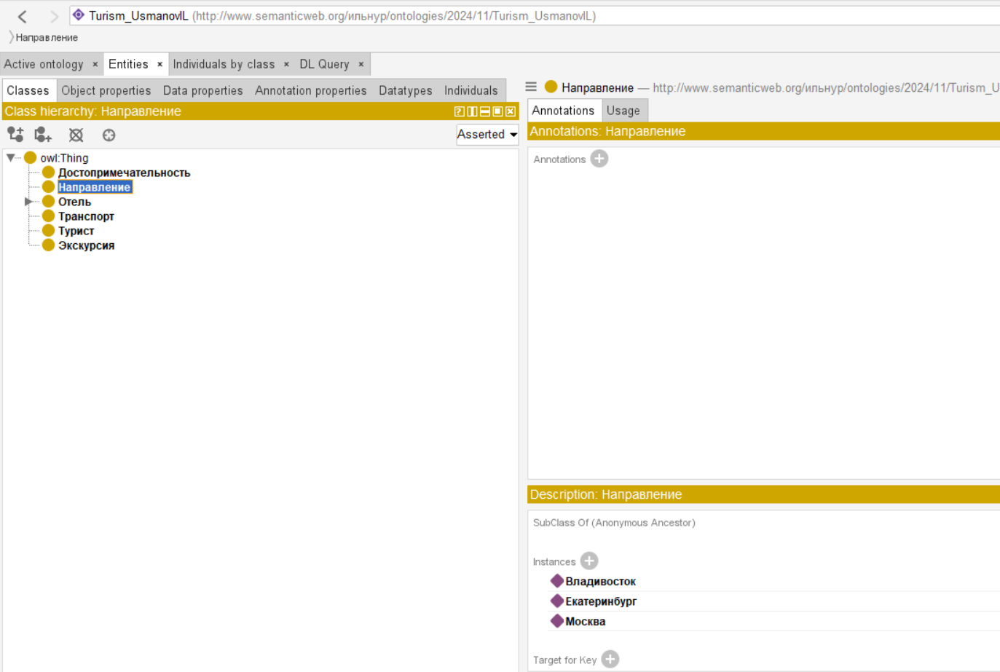 Turism_UsmanovIL (http://www.semanticweb.org/ильнур/ontologies/2024/11/Turism_UsmanovIL)
Направление
Active ontology × Entities × Individuals by class × DL Query ×
Classes Object properties Data properties Annotation properties Datatypes Individuals
Направление — http://www.semanticweb.org/ильнур/ontologies/2024/11/Turism_U
Class hierarchy: Направление
Annotations Usage
Asserted
Annotations: Направление
owl:Thing
Достопримечательность
Направление
Отель
Транспорт
Турист
Экскурсия
Annotations
Description: Направление
SubClass Of (Anonymous Ancestor)
Instances
Владивосток
Екатеринбург
Москва
Target for Key